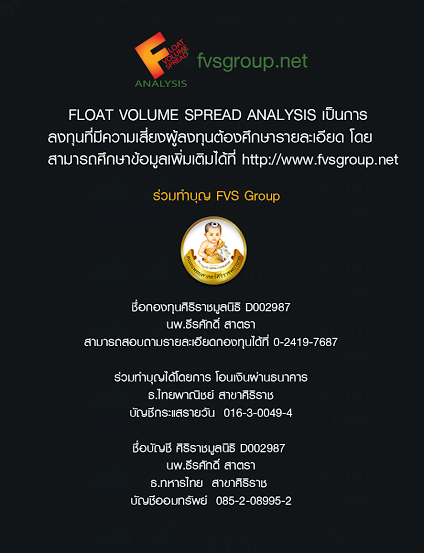 FLOAT
VOLUME
SPREAD
ANALYSIS
fvsgroup.net
FLOAT VOLUME SPREAD ANALYSIS เป็นการ
ลงทุนที่มีความเสี่ยงผู้ลงทุนต้องศึกษารายละเอียด โดย
สามารถศึกษาข้อมูลเพิ่มเติมได้ที่ http://www.fvsgroup.net
ร่วมทำบุญ FVS Group
ชื่อกองทุนศิริราชมูลนิธิ D002987
นพ.ธีรศักดิ์ สาตรา
สามารถสอบถามรายละเอียดกองทุนได้ที่ 0-2419-7687
ร่วมทำบุญได้โดยการ โอนเงินผ่านธนาคาร
ธ.ไทยพาณิชย์ สาขาศิริราช
บัญชีกระแสรายวัน 016-3-0049-4
ชื่อบัญชี ศิริราชมูลนิธิ D002987
นพ.ธีรศักดิ์ สาตรา
ธ.ทหารไทย สาขาศิริราช
บัญชีออมทรัพย์ 085-2-08995-2